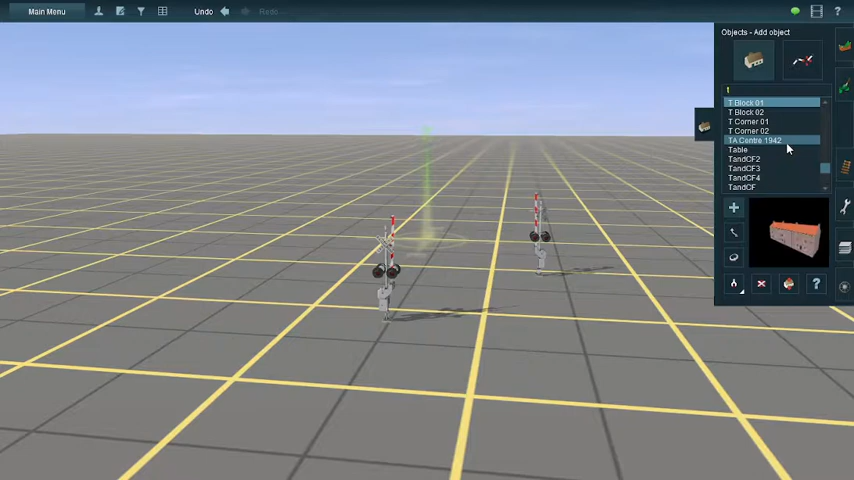 Main Menu
Undo
Redo
?
Objects - Add object
t
T Block 01
T Block 02
T Corner 01
T Corner 02
TA Centre 1942
Table
TandCF2
TandCF3
TandCF4
TandCF
?